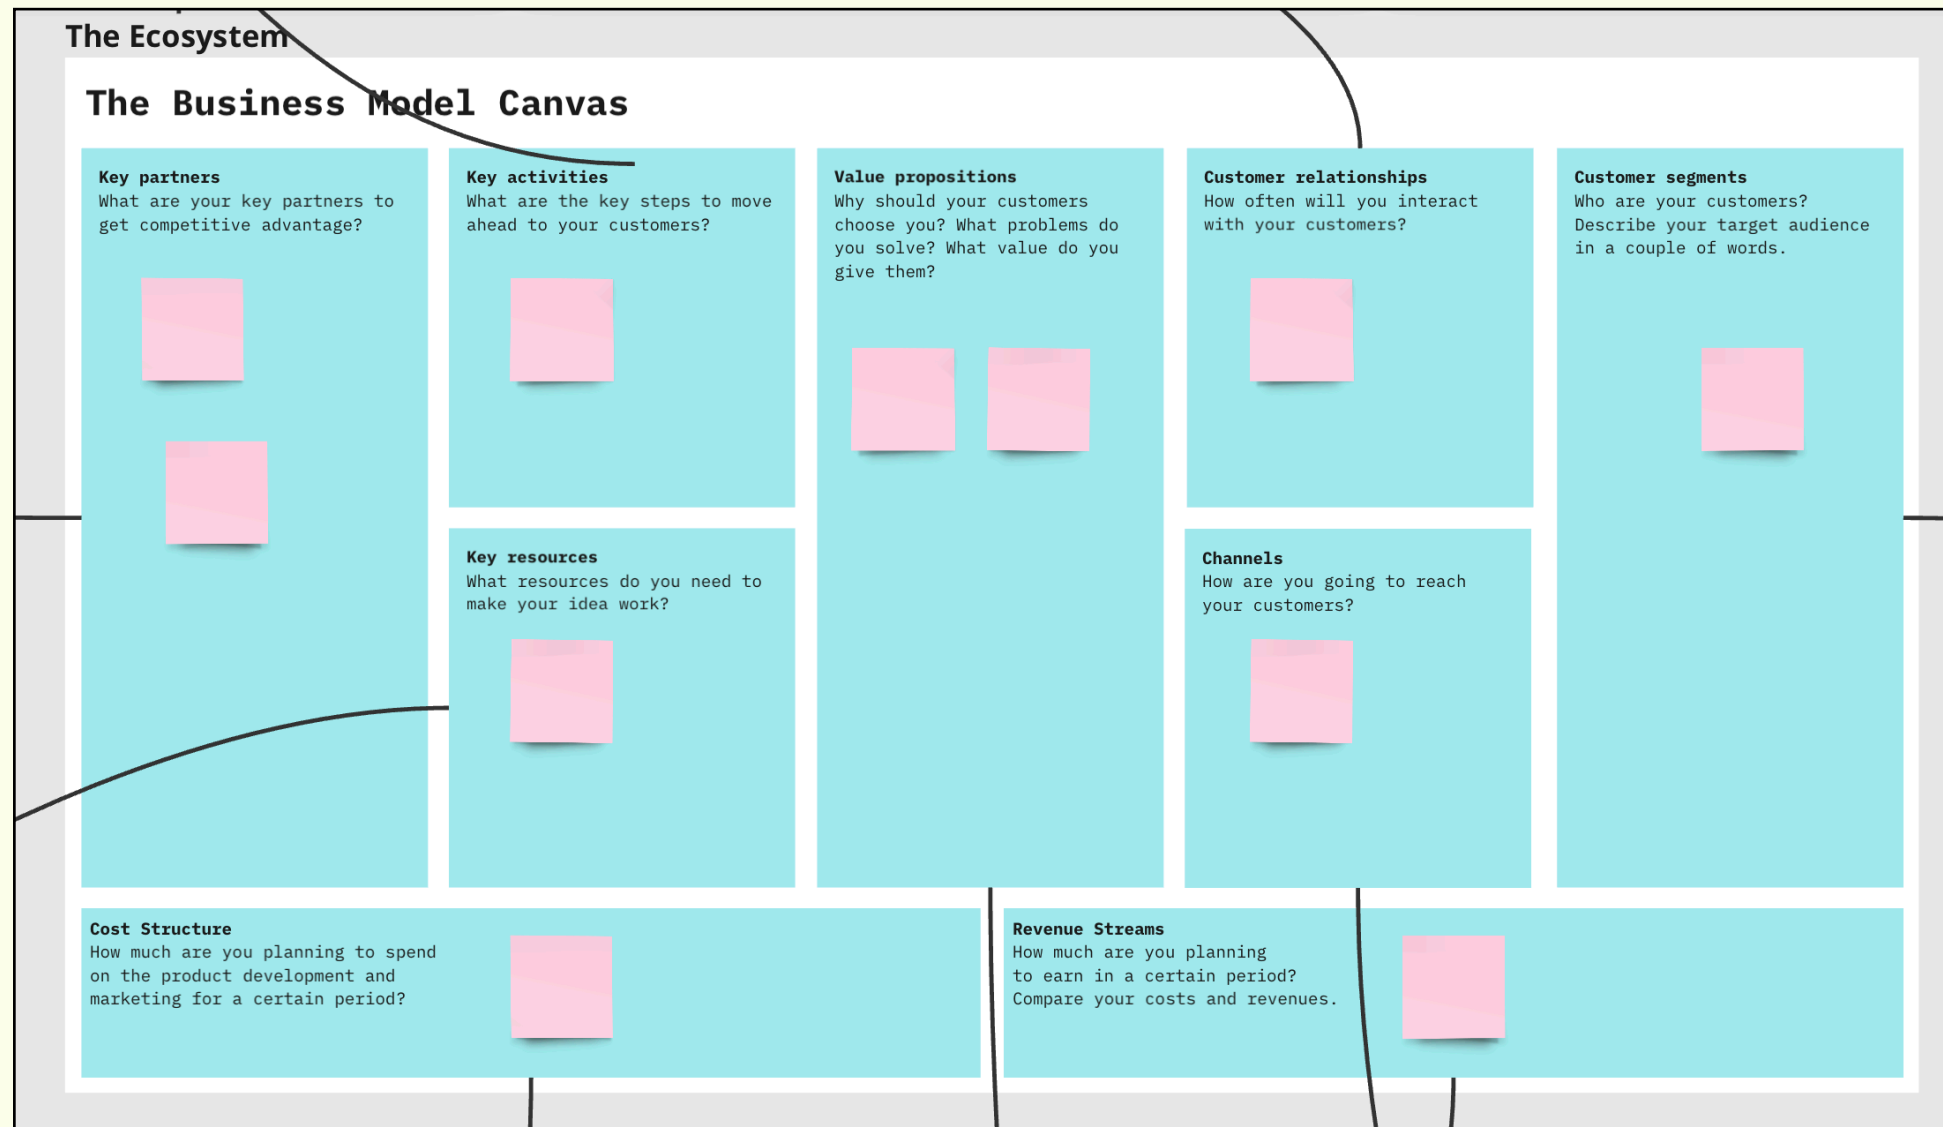 The Ecosystem
The Business Model Canvas
Key partners
What are your key partners to
get competitive advantage?
Key activities
What are the key steps to move
ahead to your customers?
Key resources
What resources do you need to
make your idea work?
Value propositions
Why should your customers
choose you? What problems do
you solve? What value do you
give them?
Customer relationships
How often will you interact
with your customers?
Channels
How are you going to reach
your customers?
Customer segments
Who are your customers?
Describe your target audience
in a couple of words.
Cost Structure
How much are you planning to spend
on the product development and
marketing for a certain period?
Revenue Streams
How much are you planning
to earn in a certain period?
Compare your costs and revenues.